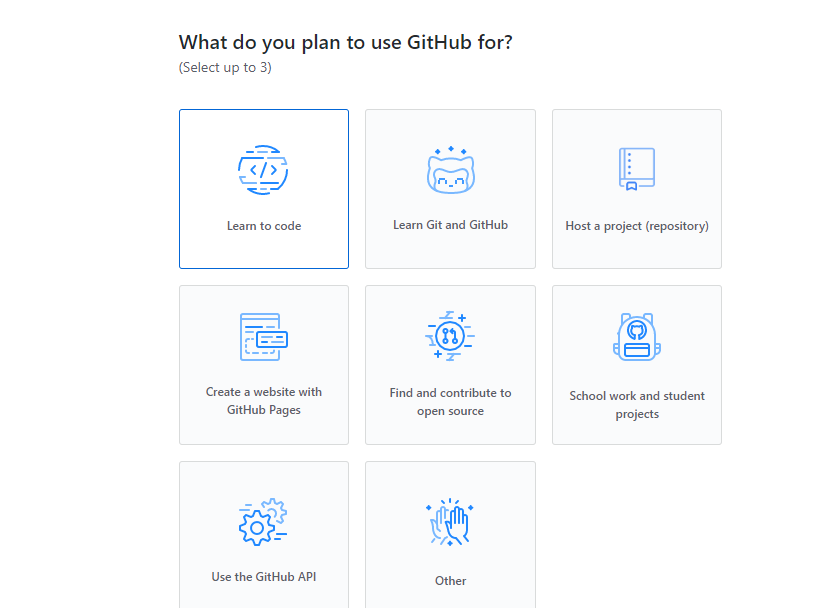 What do you plan to use GitHub for?
(Select up to 3)
Learn to code
Learn Git and GitHub
Host a project (repository)
Create a website with
GitHub Pages
Find and contribute to
open source
School work and student
projects
Use the GitHub API
Other